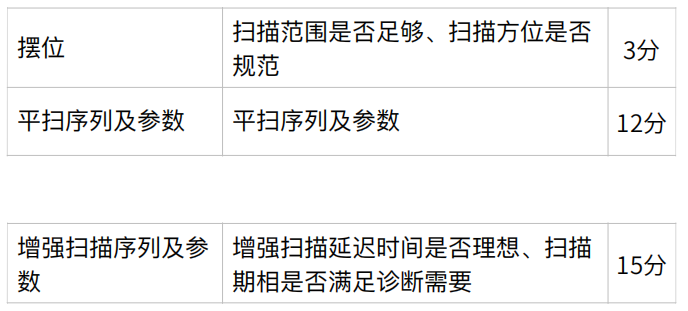 摆位
扫描范围是否足够、扫描方位是否
规范
3分
平扫序列及参数
平扫序列及参数
12分
增强扫描序列及参
数
增强扫描延迟时间是否理想、扫描
期相是否满足诊断需要
15分